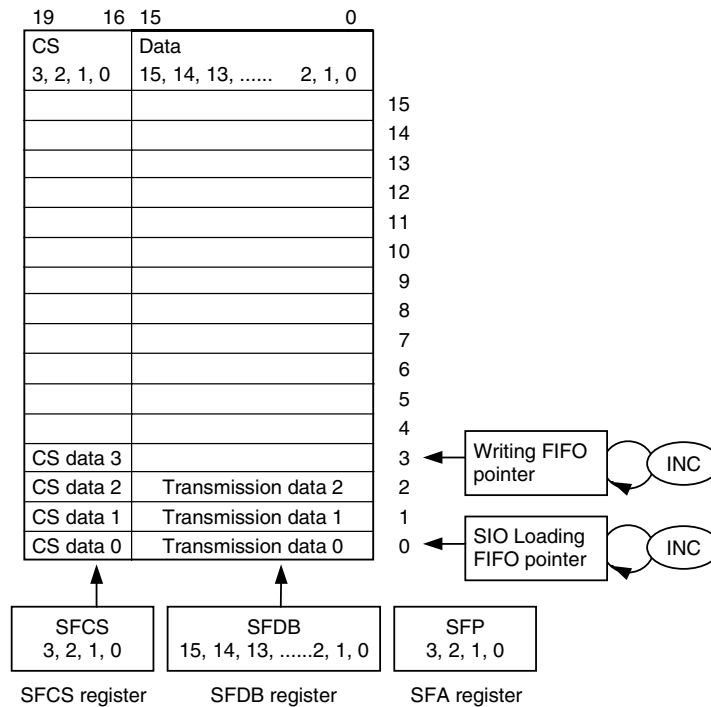 19 16 15 0
CS Data
3, 2, 1, 0 15, 14, 13, ...... 2, 1, 0
15
14
13
12
11
10
9
8
7
6
5
4
CS data 3 3
CS data 2 Transmission data 2 2
CS data 1 Transmission data 1 1
CS data 0 Transmission data 0 0
Writing FIFO
pointer
INC
SIO Loading
FIFO pointer
INC
SFCS
3, 2, 1, 0
SFDB
15, 14, 13, ......2, 1, 0
SFP
3, 2, 1, 0
SFCS register SFDB register SFA register